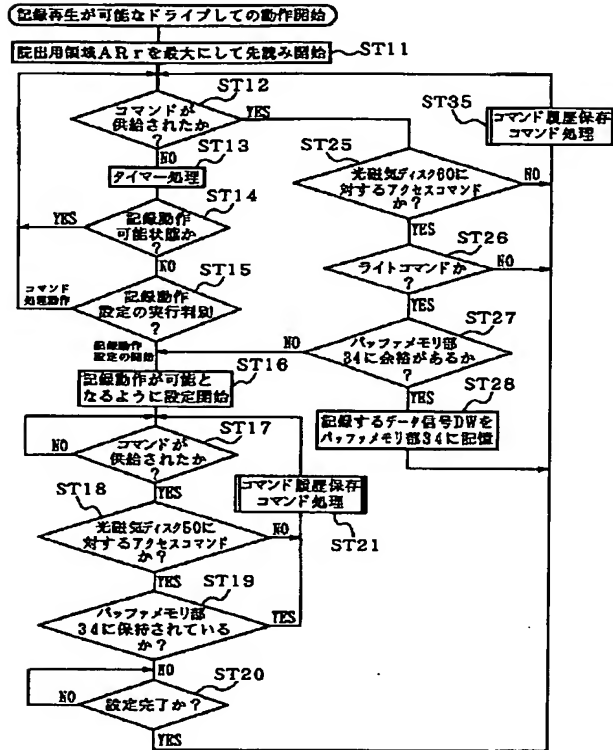 記録再生が可能なドライブしての動作開始
読出用領域ARrを最大にして先読み開始
ST11
ST12
コマンドが
供給されたか
?
YES
NO
ST13
タイマー処理
ST14
記録動作
可能状態か
?
YES
NO
ST15
コマンド
処理動作
記録動作
設定の実行判別
?
記録動作
設定の開始
ST16
記録動作が可能と
なるように設定開始
ST17
コマンドが
供給されたか
?
NO
YES
ST18
光磁気ディスク60に
対するアクセスコマンド
か?
NO
YES
コマンド履歴保存
コマンド処理
ST21
ST19
バッファメモリ部
34に保持されている
か?
YES
NO
ST20
設定完了か?
NO
YES
ST35
コマンド履歴保存
コマンド処理
ST25
光磁気ディスク60に
対するアクセスコマンド
か?
NO
YES
ST26
ライトコマンドか
?
NO
YES
ST27
バッファメモリ部
34に余裕があるか
?
NO
YES
ST28
記録するデータ信号DWを
バッファメモリ部34に記憶